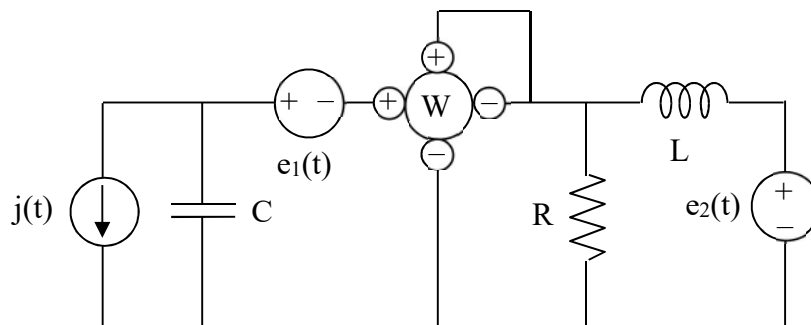 +
+ − + W −
e₁(t)
−
L
j(t) C R e₂(t)
+
−